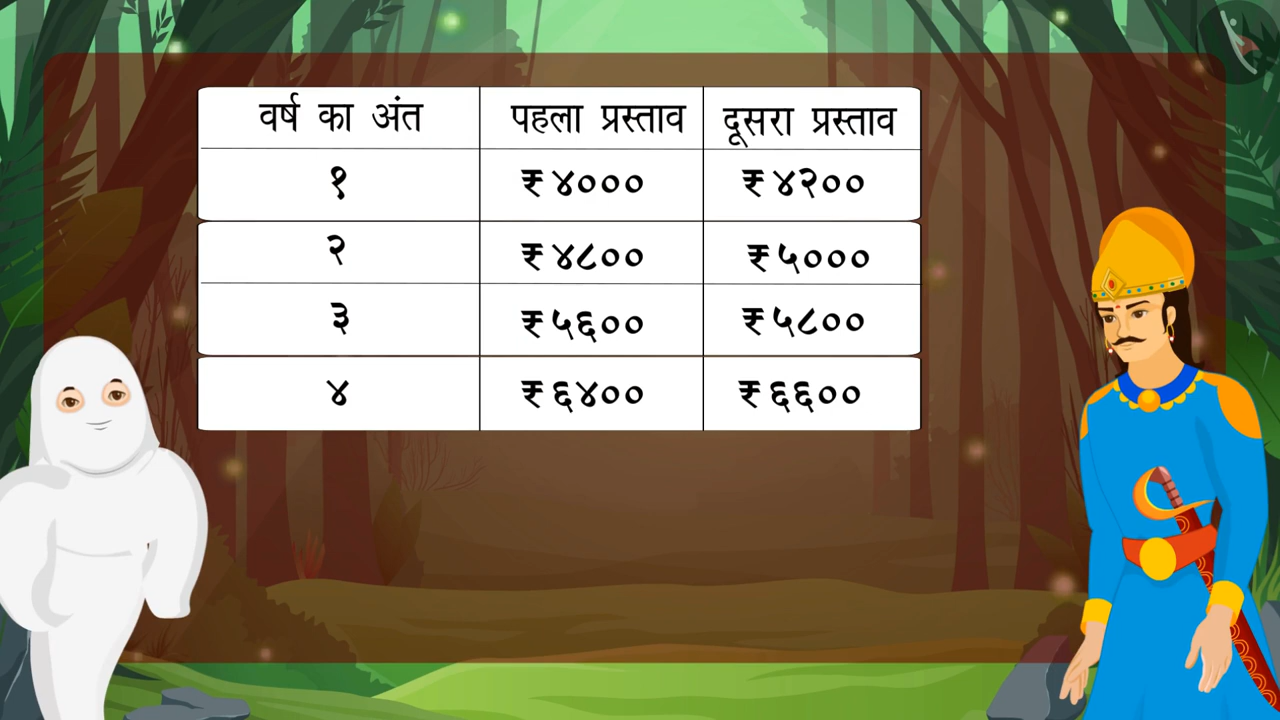 वर्ष का अंत पहला प्रस्ताव दूसरा प्रस्ताव
१ ₹ ४००० ₹ ४२००
२ ₹ ४८०० ₹ ५०००
३ ₹ ५६०० ₹ ५८००
४ ₹ ६४०० ₹ ६६००